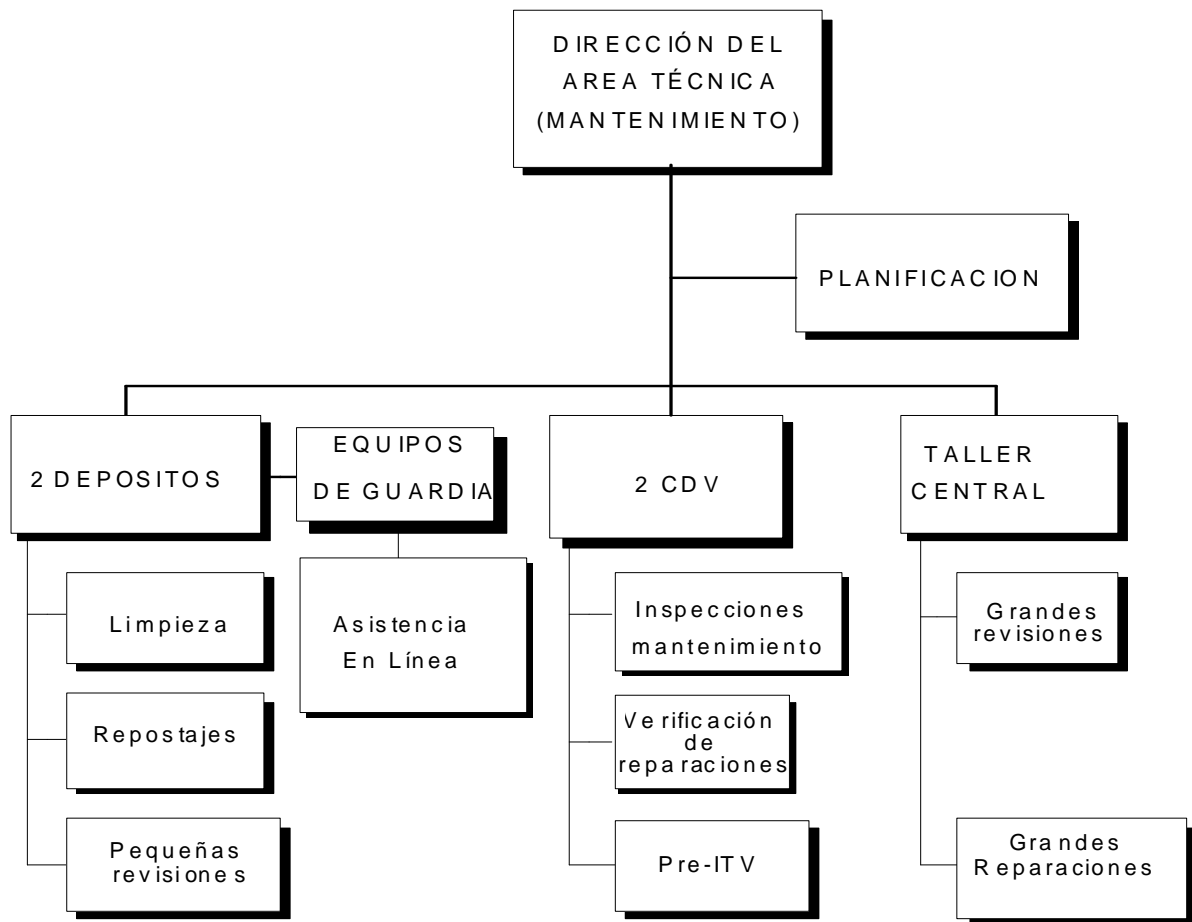 DIRECCIÓN DEL
AREA TÉCNICA
(MANTENIMIENTO)
PLANIFICACION
2 DEPOSITOS
EQUIPOS
DE GUARDIA
2 CDV
TALLER
CENTRAL
Limpieza
Repostajes
Pequeñas
revisiones
Asistencia
En Línea
Inspecciones
mantenimiento
Verificación
de
reparaciones
Pre-ITV
Grandes
revisiones
Grandes
Reparaciones